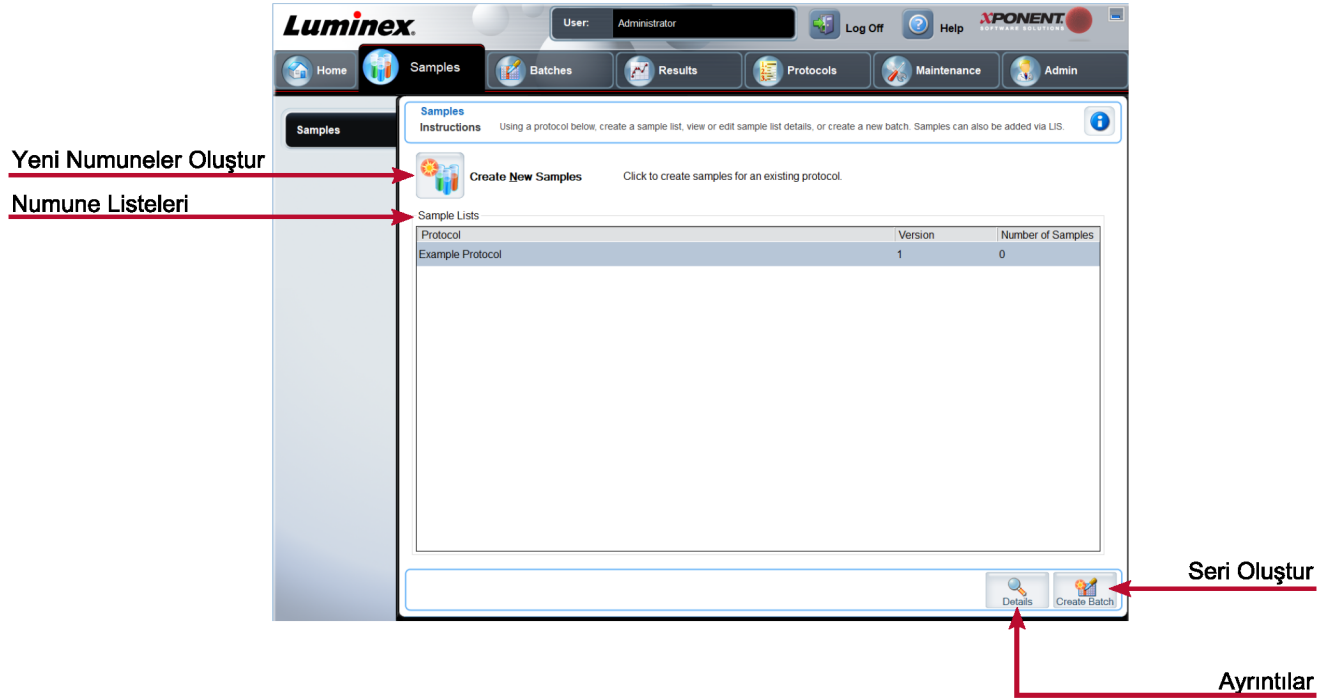 Luminex.
User: Administrator
Log Off
Help
XPONENT.
SOFTWARE SOLUTIONS
Home
Samples
Batches
Results
Protocols
Maintenance
Admin
Samples
Samples
Instructions Using a protocol below, create a sample list, view or edit sample list details, or create a new batch. Samples can also be added via LIS.
Yeni Numuneler Oluştur
Create New Samples Click to create samples for an existing protocol.
Numune Listeleri
Sample Lists
Protocol Version Number of Samples
Example Protocol 1 0
Seri Oluştur
Details
Create Batch
Ayrıntılar